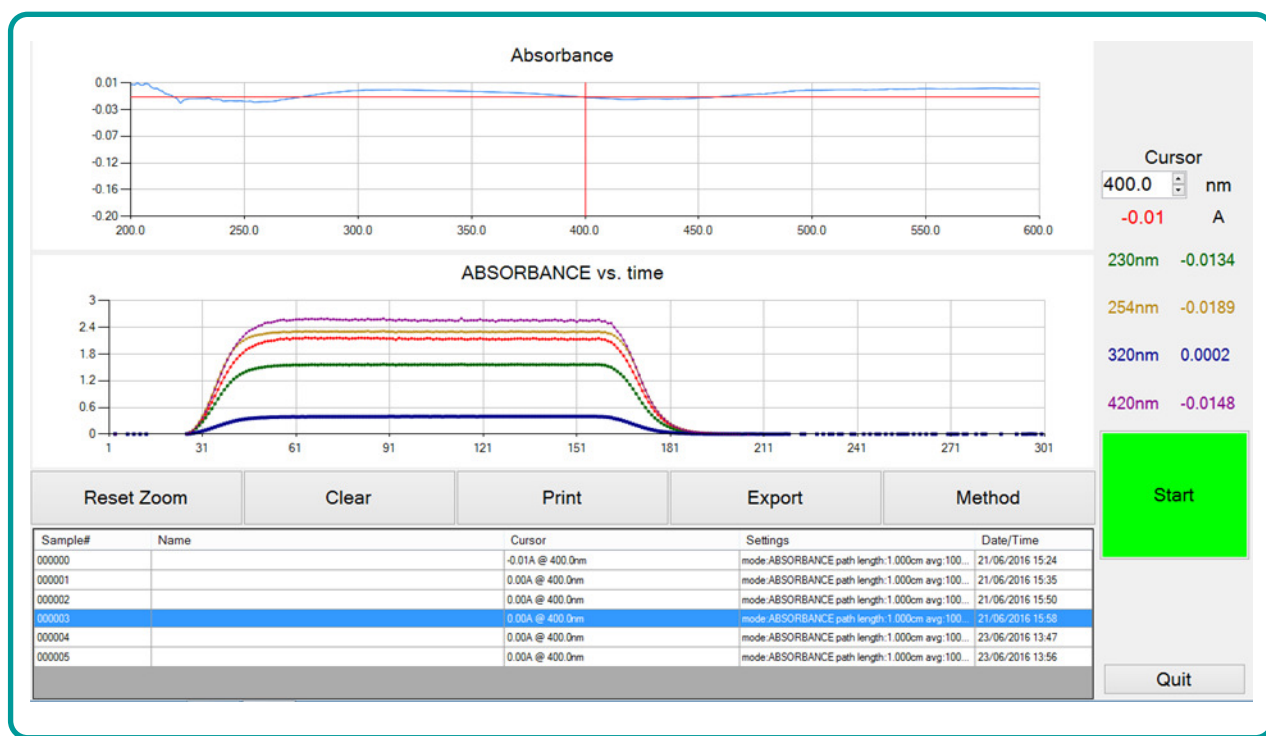 Absorbance
0.01
-0.03
-0.07
-0.12
-0.16
-0.20
200.0 250.0 300.0 350.0 400.0 450.0 500.0 550.0 600.0
ABSORBANCE vs. time
3
2.4
1.8
1.2
0.6
0
1 31 61 91 121 151 181 211 241 271 301
Cursor
400.0 nm
-0.01 A
230nm -0.0134
254nm -0.0189
320nm 0.0002
420nm -0.0148
Start
Reset Zoom Clear Print Export Method
Sample# Name Cursor Settings Date/Time
000000 -0.01A @ 400.0nm mode:ABSORBANCE path length:1.000cm avg:100... 21/06/2016 15:24
000001 0.00A @ 400.0nm mode:ABSORBANCE path length:1.000cm avg:100... 21/06/2016 15:35
000002 0.00A @ 400.0nm mode:ABSORBANCE path length:1.000cm avg:100... 21/06/2016 15:50
000003 0.00A @ 400.0nm mode:ABSORBANCE path length:1.000cm avg:100... 21/06/2016 15:58
000004 0.00A @ 400.0nm mode:ABSORBANCE path length:1.000cm avg:100... 23/06/2016 13:47
000005 0.00A @ 400.0nm mode:ABSORBANCE path length:1.000cm avg:100... 23/06/2016 13:56
Quit